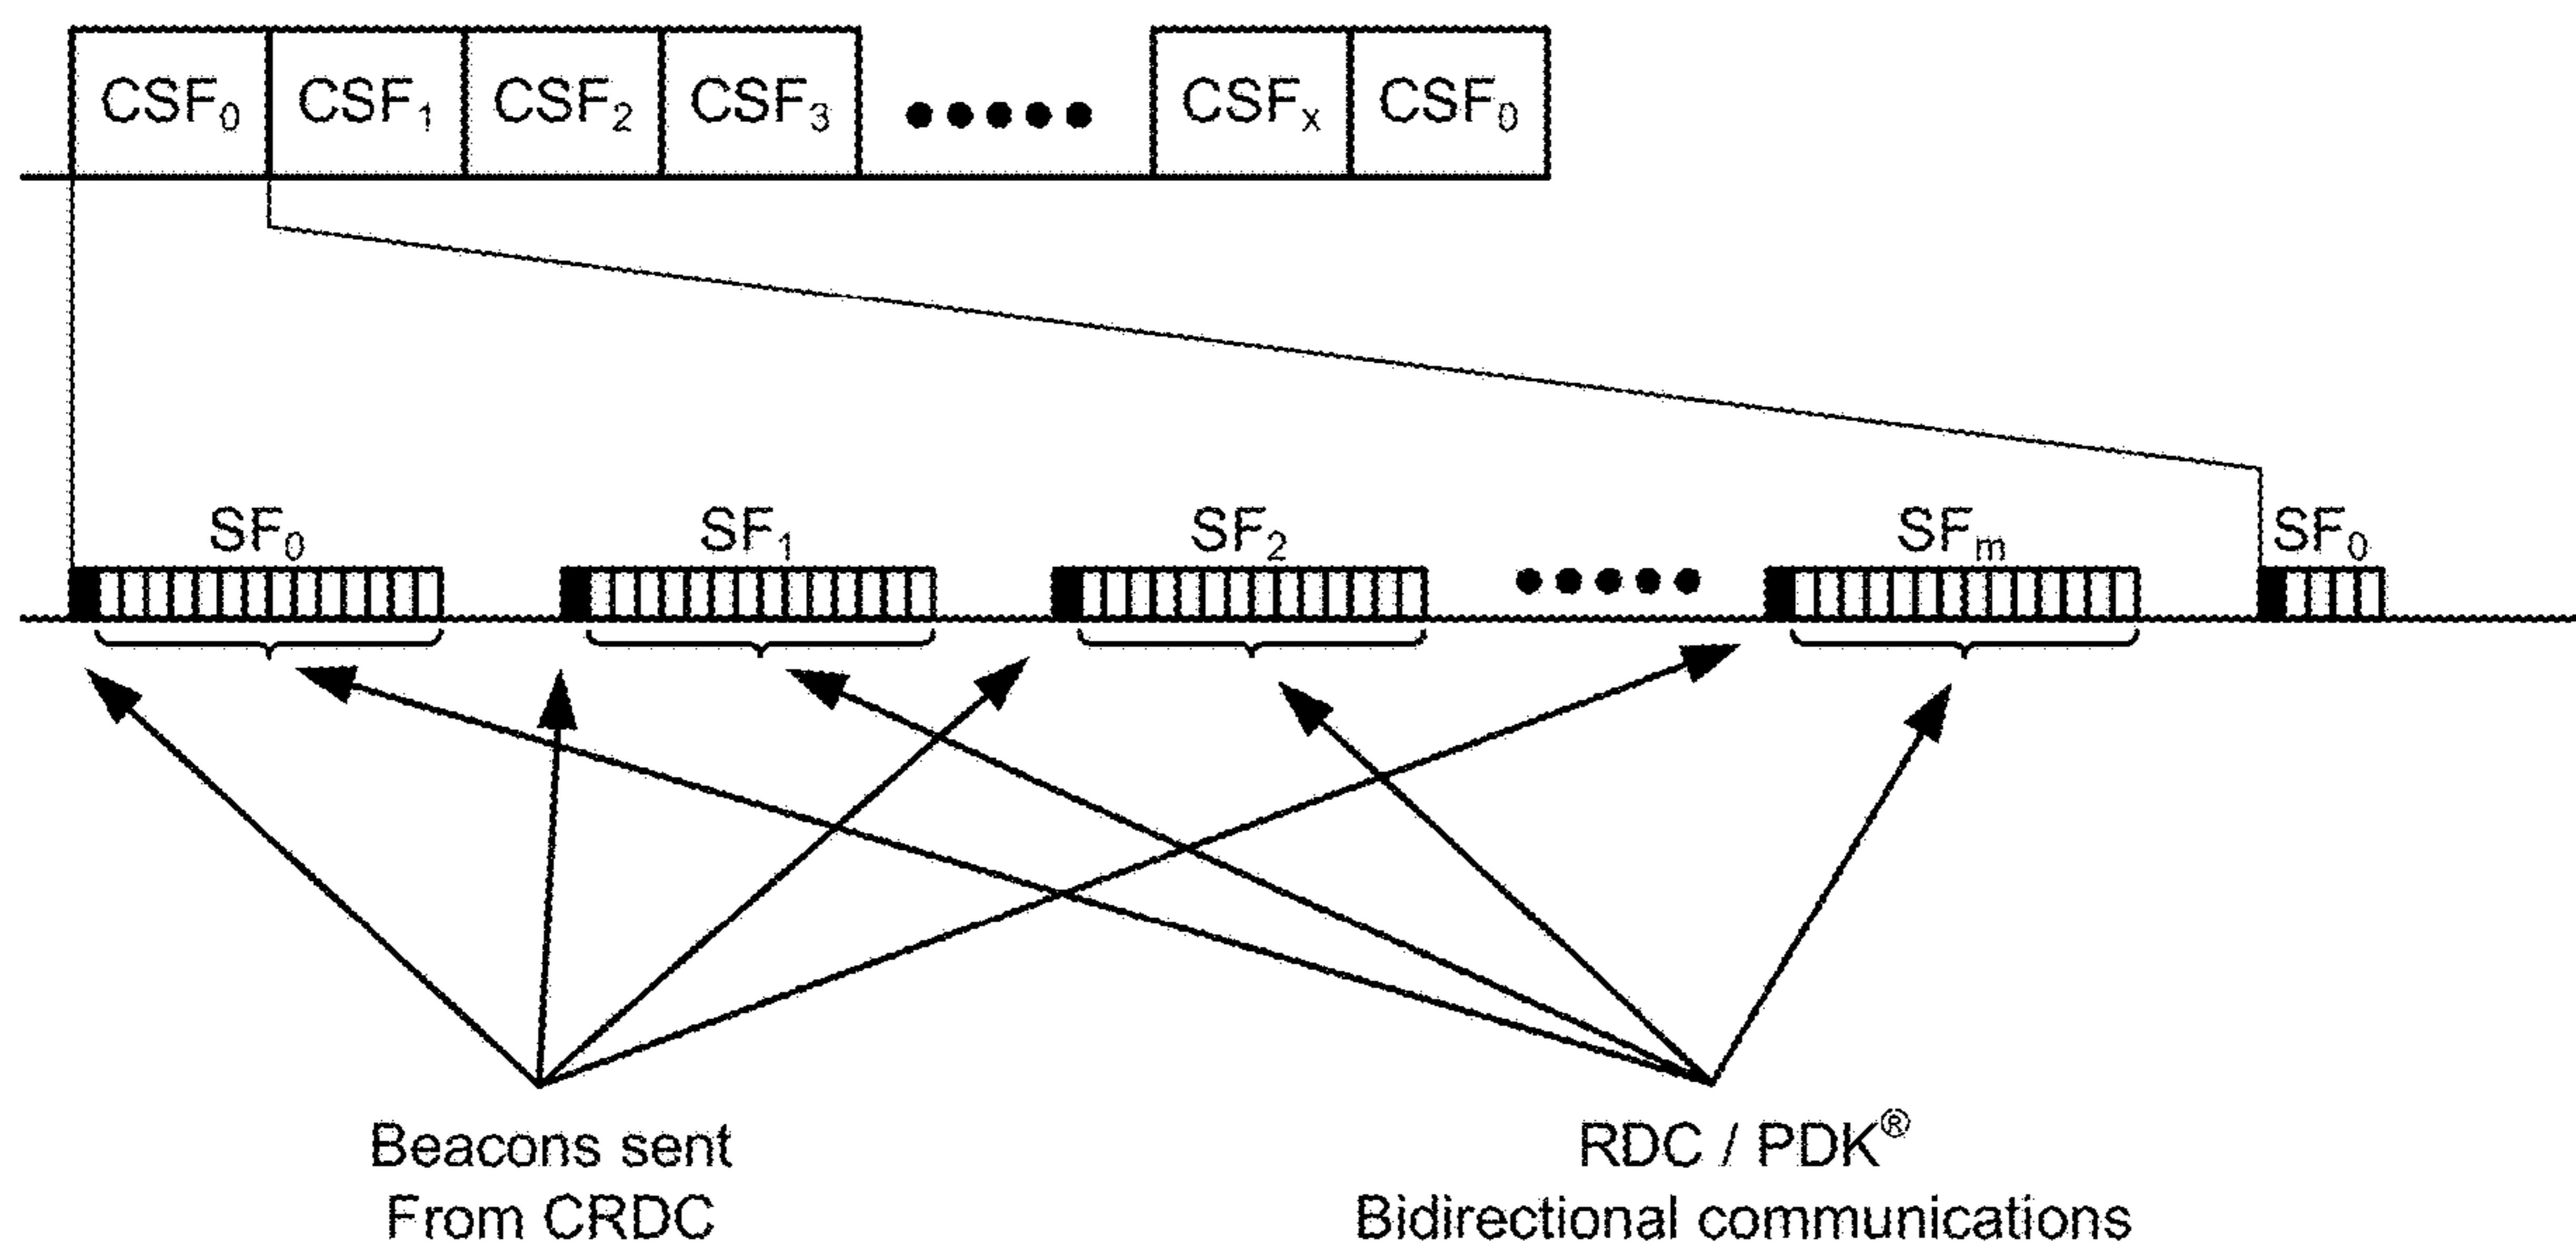 CSF₀ CSF₁ CSF₂ CSF₃ ••••• CSFₓ CSF₀
SF₀ SF₁ SF₂ ••••• SFₘ SF₀
Beacons sent
From CRDC
RDC / PDK®
Bidirectional communications